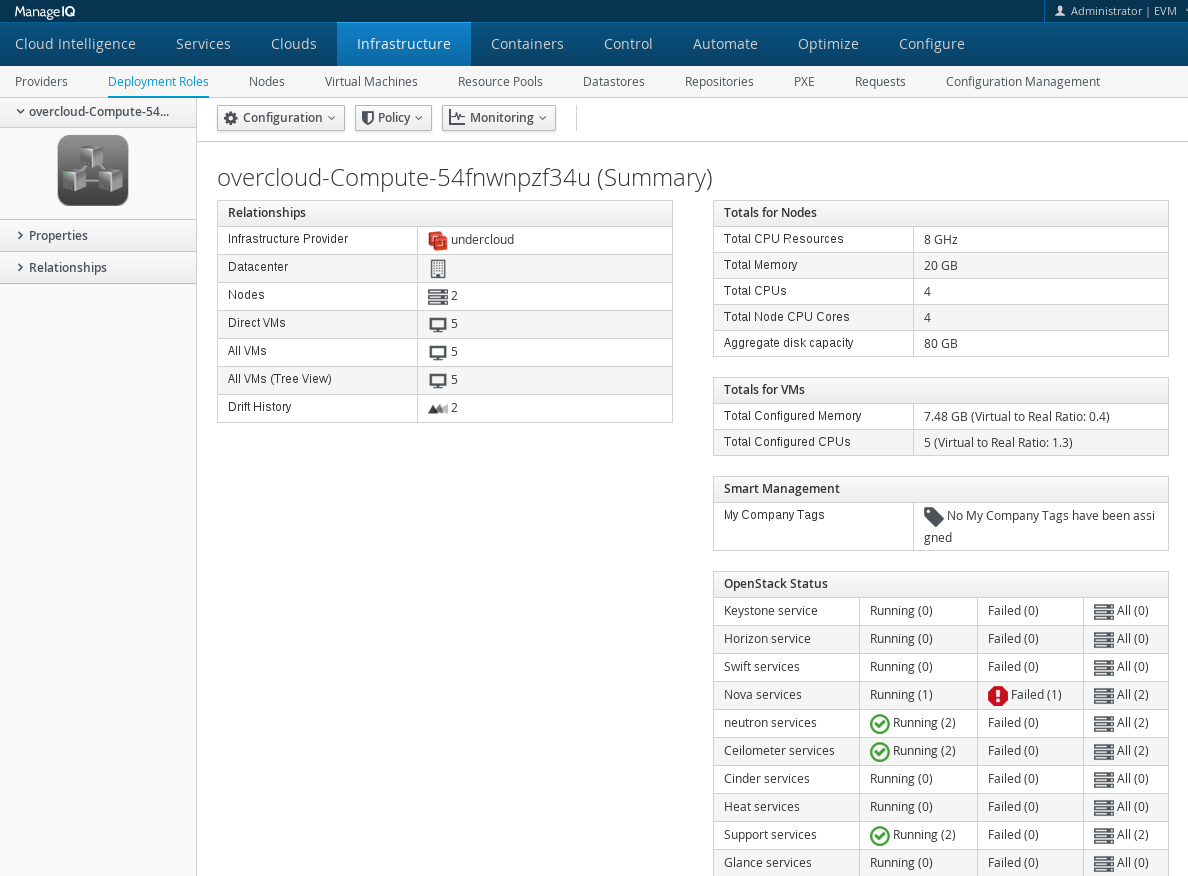 ManageIQ
Administrator | EVM
Cloud Intelligence Services Clouds Infrastructure Containers Control Automate Optimize Configure
Providers Deployment Roles Nodes Virtual Machines Resource Pools Datastores Repositories PXE Requests Configuration Management
overcloud-Compute-54...
Properties
Relationships
Configuration Policy Monitoring
overcloud-Compute-54fnwnpzf34u (Summary)
Relationships
Infrastructure Provider undercloud
Datacenter
Nodes 2
Direct VMs 5
All VMs 5
All VMs (Tree View) 5
Drift History 2
Totals for Nodes
Total CPU Resources 8 GHz
Total Memory 20 GB
Total CPUs 4
Total Node CPU Cores 4
Aggregate disk capacity 80 GB
Totals for VMs
Total Configured Memory 7.48 GB (Virtual to Real Ratio: 0.4)
Total Configured CPUs 5 (Virtual to Real Ratio: 1.3)
Smart Management
My Company Tags No My Company Tags have been assi
gned
OpenStack Status
Keystone service Running (0) Failed (0) All (0)
Horizon service Running (0) Failed (0) All (0)
Swift services Running (0) Failed (0) All (0)
Nova services Running (1) Failed (1) All (2)
neutron services Running (2) Failed (0) All (2)
Ceilometer services Running (2) Failed (0) All (2)
Cinder services Running (0) Failed (0) All (0)
Heat services Running (0) Failed (0) All (0)
Support services Running (2) Failed (0) All (2)
Glance services Running (0) Failed (0) All (0)